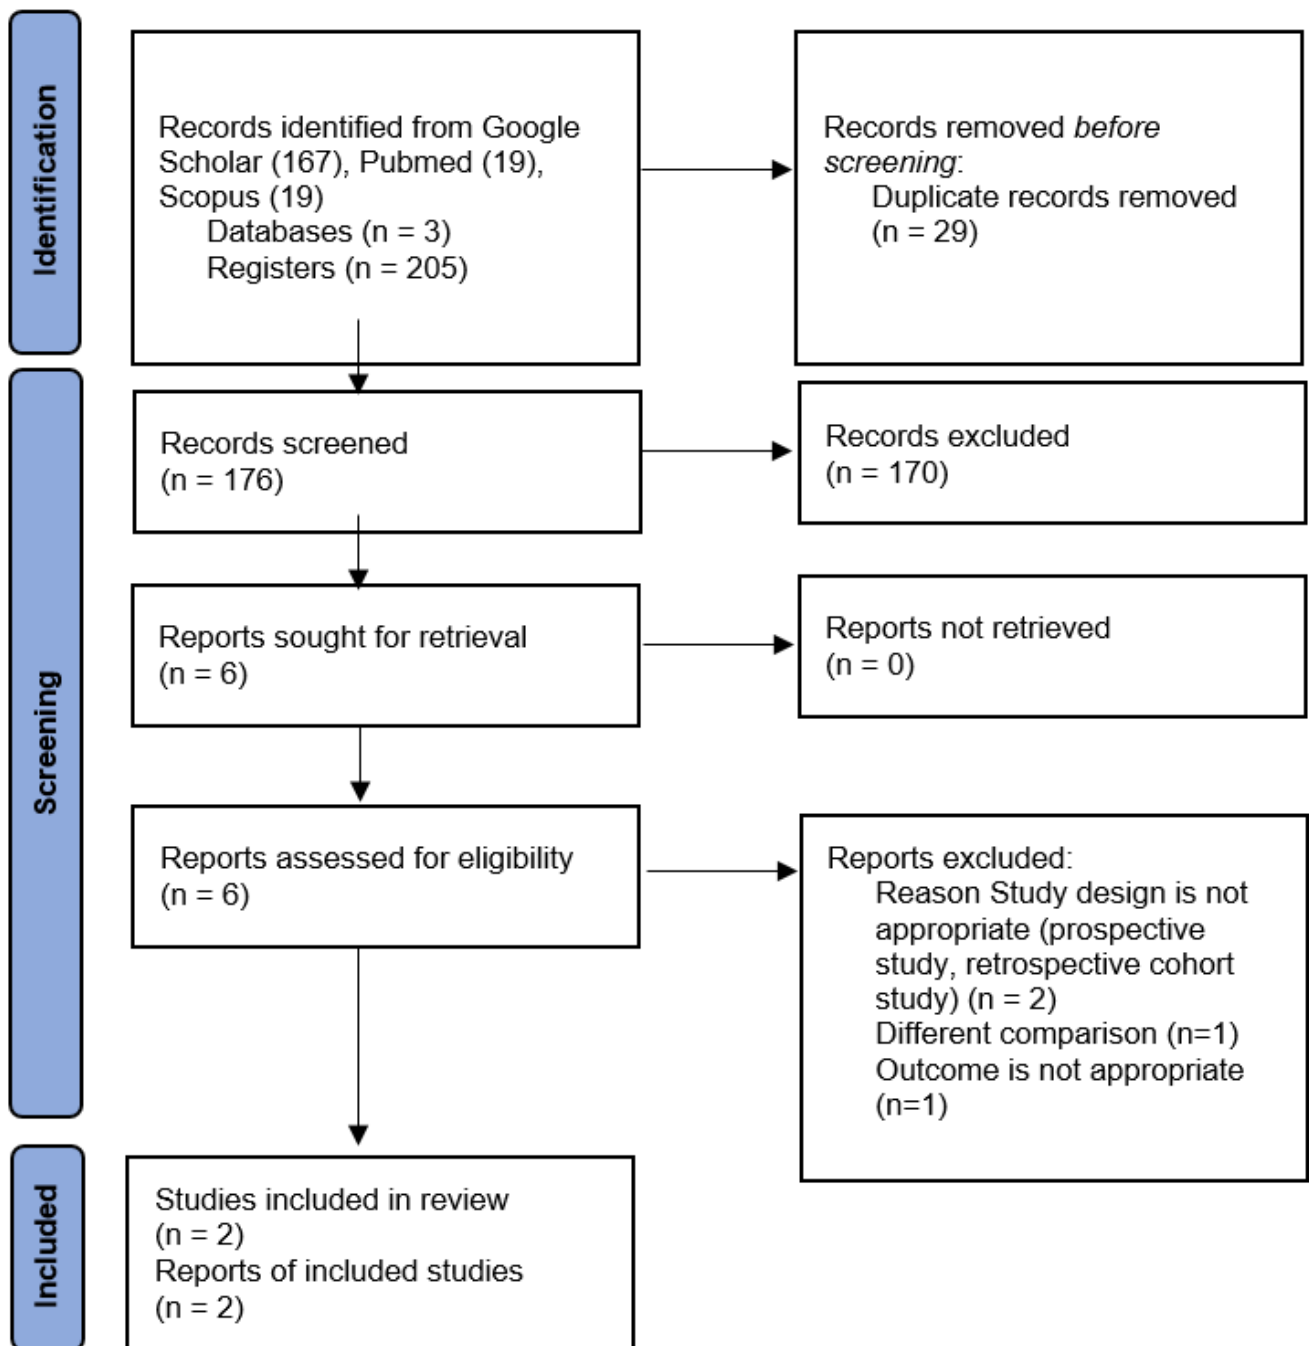 Identification
Records identified from Google
Scholar (167), Pubmed (19),
Scopus (19)
Databases (n = 3)
Registers (n = 205)
Records removed before
screening:
Duplicate records removed
(n = 29)
Screening
Records screened
(n = 176)
Records excluded
(n = 170)
Reports sought for retrieval
(n = 6)
Reports not retrieved
(n = 0)
Reports assessed for eligibility
(n = 6)
Reports excluded:
Reason Study design is not
appropriate (prospective
study, retrospective cohort
study) (n = 2)
Different comparison (n=1)
Outcome is not appropriate
(n=1)
Included
Studies included in review
(n = 2)
Reports of included studies
(n = 2)